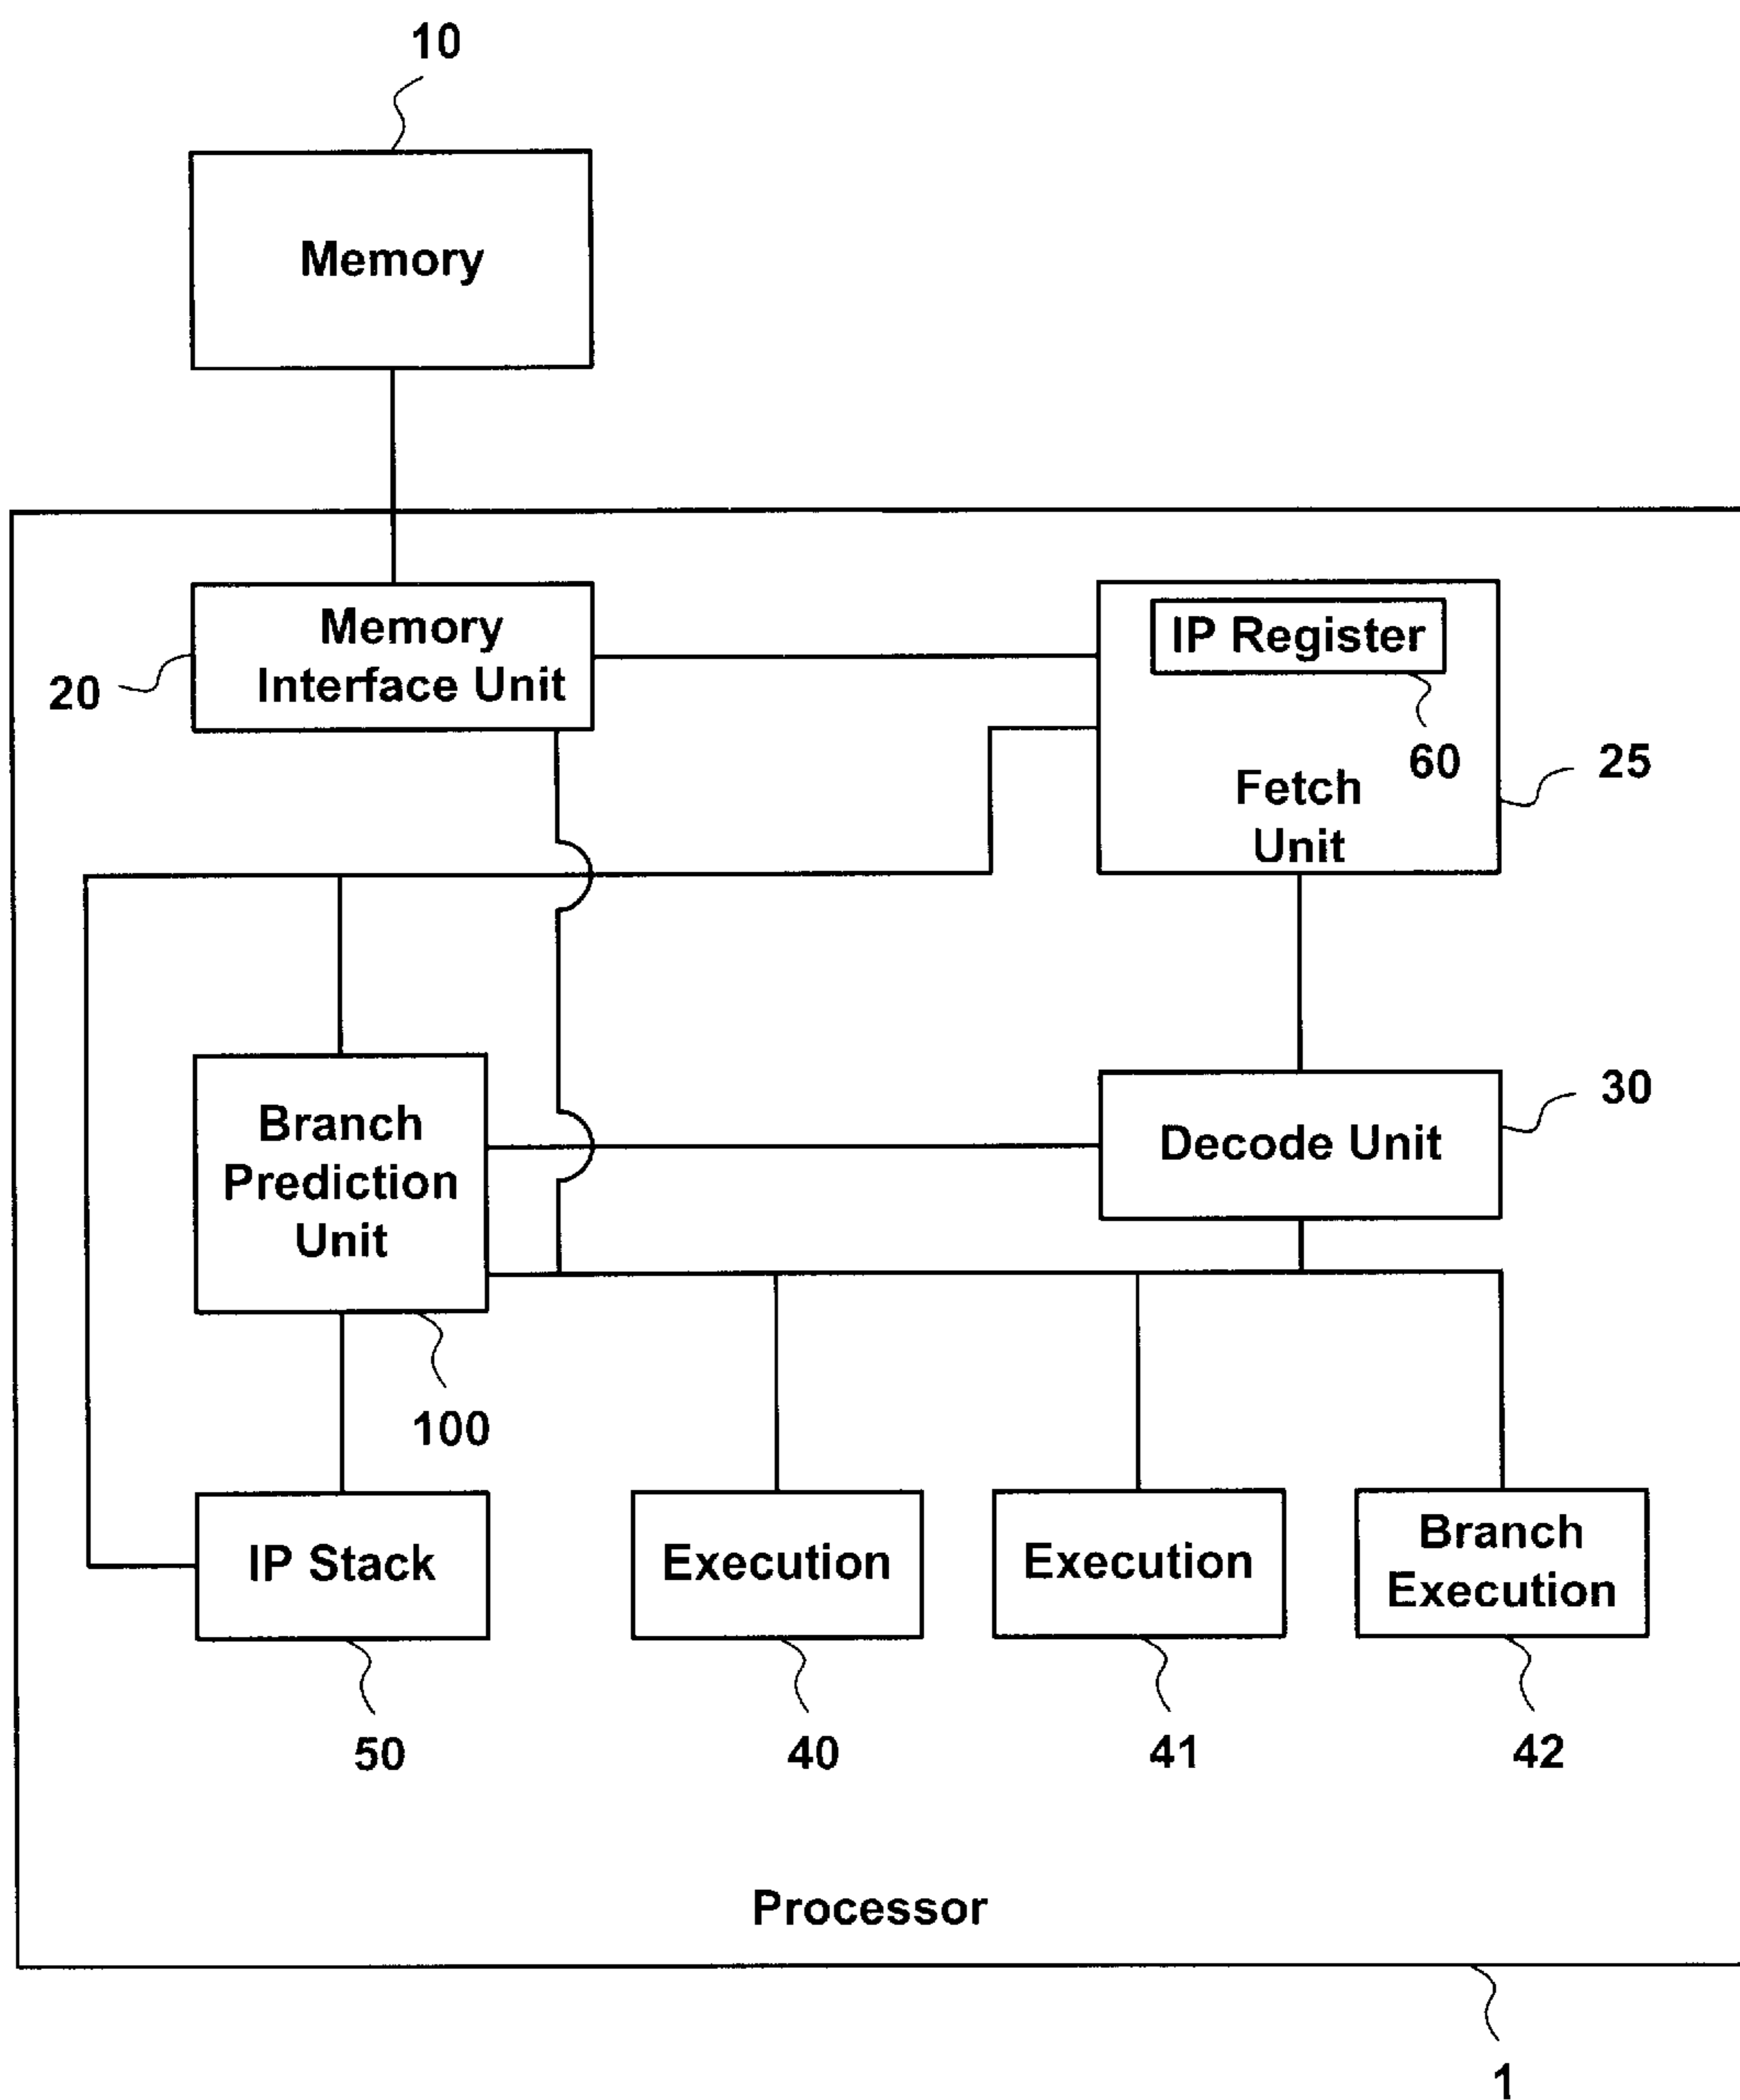 10
Memory
Memory
Interface Unit
20
IP Register
60
Fetch
Unit
25
Branch
Prediction
Unit
100
Decode Unit
30
IP Stack
50
Execution
40
Execution
41
Branch
Execution
42
Processor
1